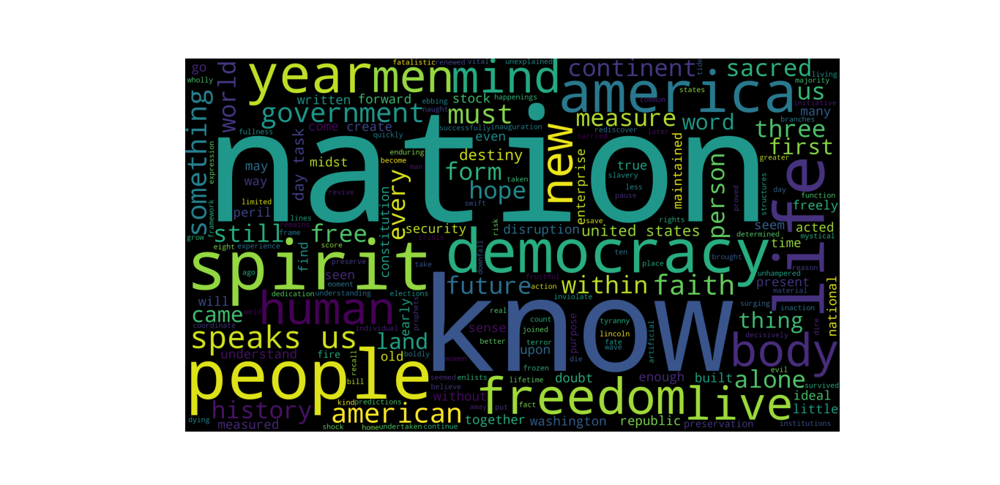 nation
know
people
spirit
democracy
freedom
live
life
america
human
body
year
men
mind
new
government
american
speaks us
history
something
world
continent
sacred
us
must
measure
word
three
first
many
person
hope
form
every
free
still
future
within
faith
came
land
alone
thing
go
wholly
fatalistic
renewed
vital
unexplained
tide
living
majority
initiative
written
forward
ebbing
naught
stock
happenings
common
states
branches
fullness
come
create
quickly
successfully
inauguration
rediscover
carried
later
even
expression
may
way
day
task
midst
enduring
become
man
destiny
taken
enterprise
true
slavery
less
pause
maintained
greater
limited
peril
revive
swift
save
rights
proved
structures
day
function
freely
framework
lines
remains
frame
grow
constitution
security
risk
disruption
united states
seem
acted
determined
mystical
time
eight
experience
score
find
preserve
crisis
take
downfall
ten
place
brought
reason
unhampered
ago
seen
moment
fruitful
action
present
material
dedication
understanding
elections
inviolate
will
weld
early
prophets
real
count
tyranny
surging
inaction
national
coordinate
individual
sense
joined
purpose
lincoln
decisively
dire
better
terror
fate
wave
artificial
understand
fire
recall
old
boldly
women
upon
die
frozen
evil
bill
seemed
enlists
lifetime
doubt
enough
built
survived
believe
kind
predictions
without
fact
ideal
away
put
little
dying
measured
shock
home
undertaken
continue
together
washington
republic
preservation
institutions